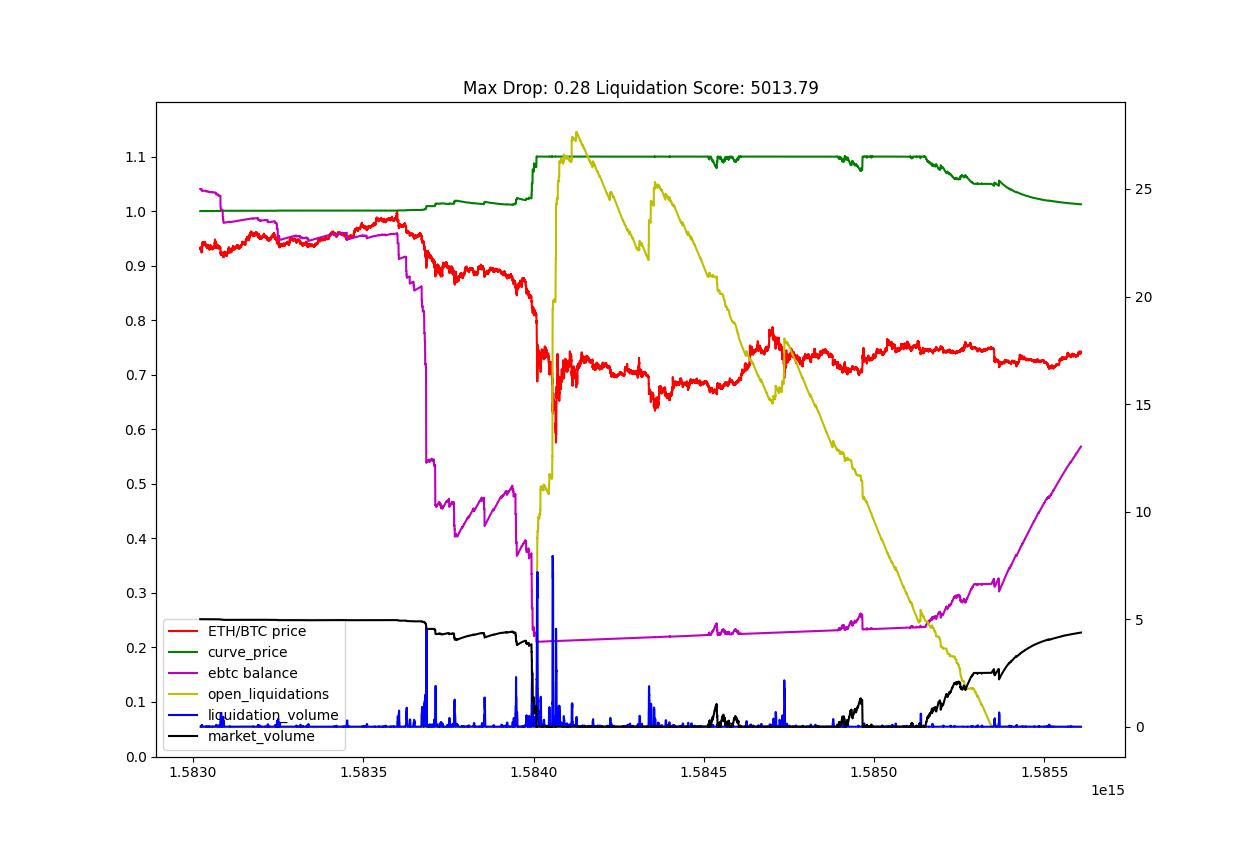 Max Drop: 0.28 Liquidation Score: 5013.79
1.1
1.0
0.9
0.8
0.7
0.6
0.5
0.4
0.3
0.2
0.1
0.0
25
20
15
10
5
0
ETH/BTC price
curve_price
ebtc balance
open_liquidations
liquidation_volume
market_volume
1.5830 1.5835 1.5840 1.5845 1.5850 1.5855
1e15